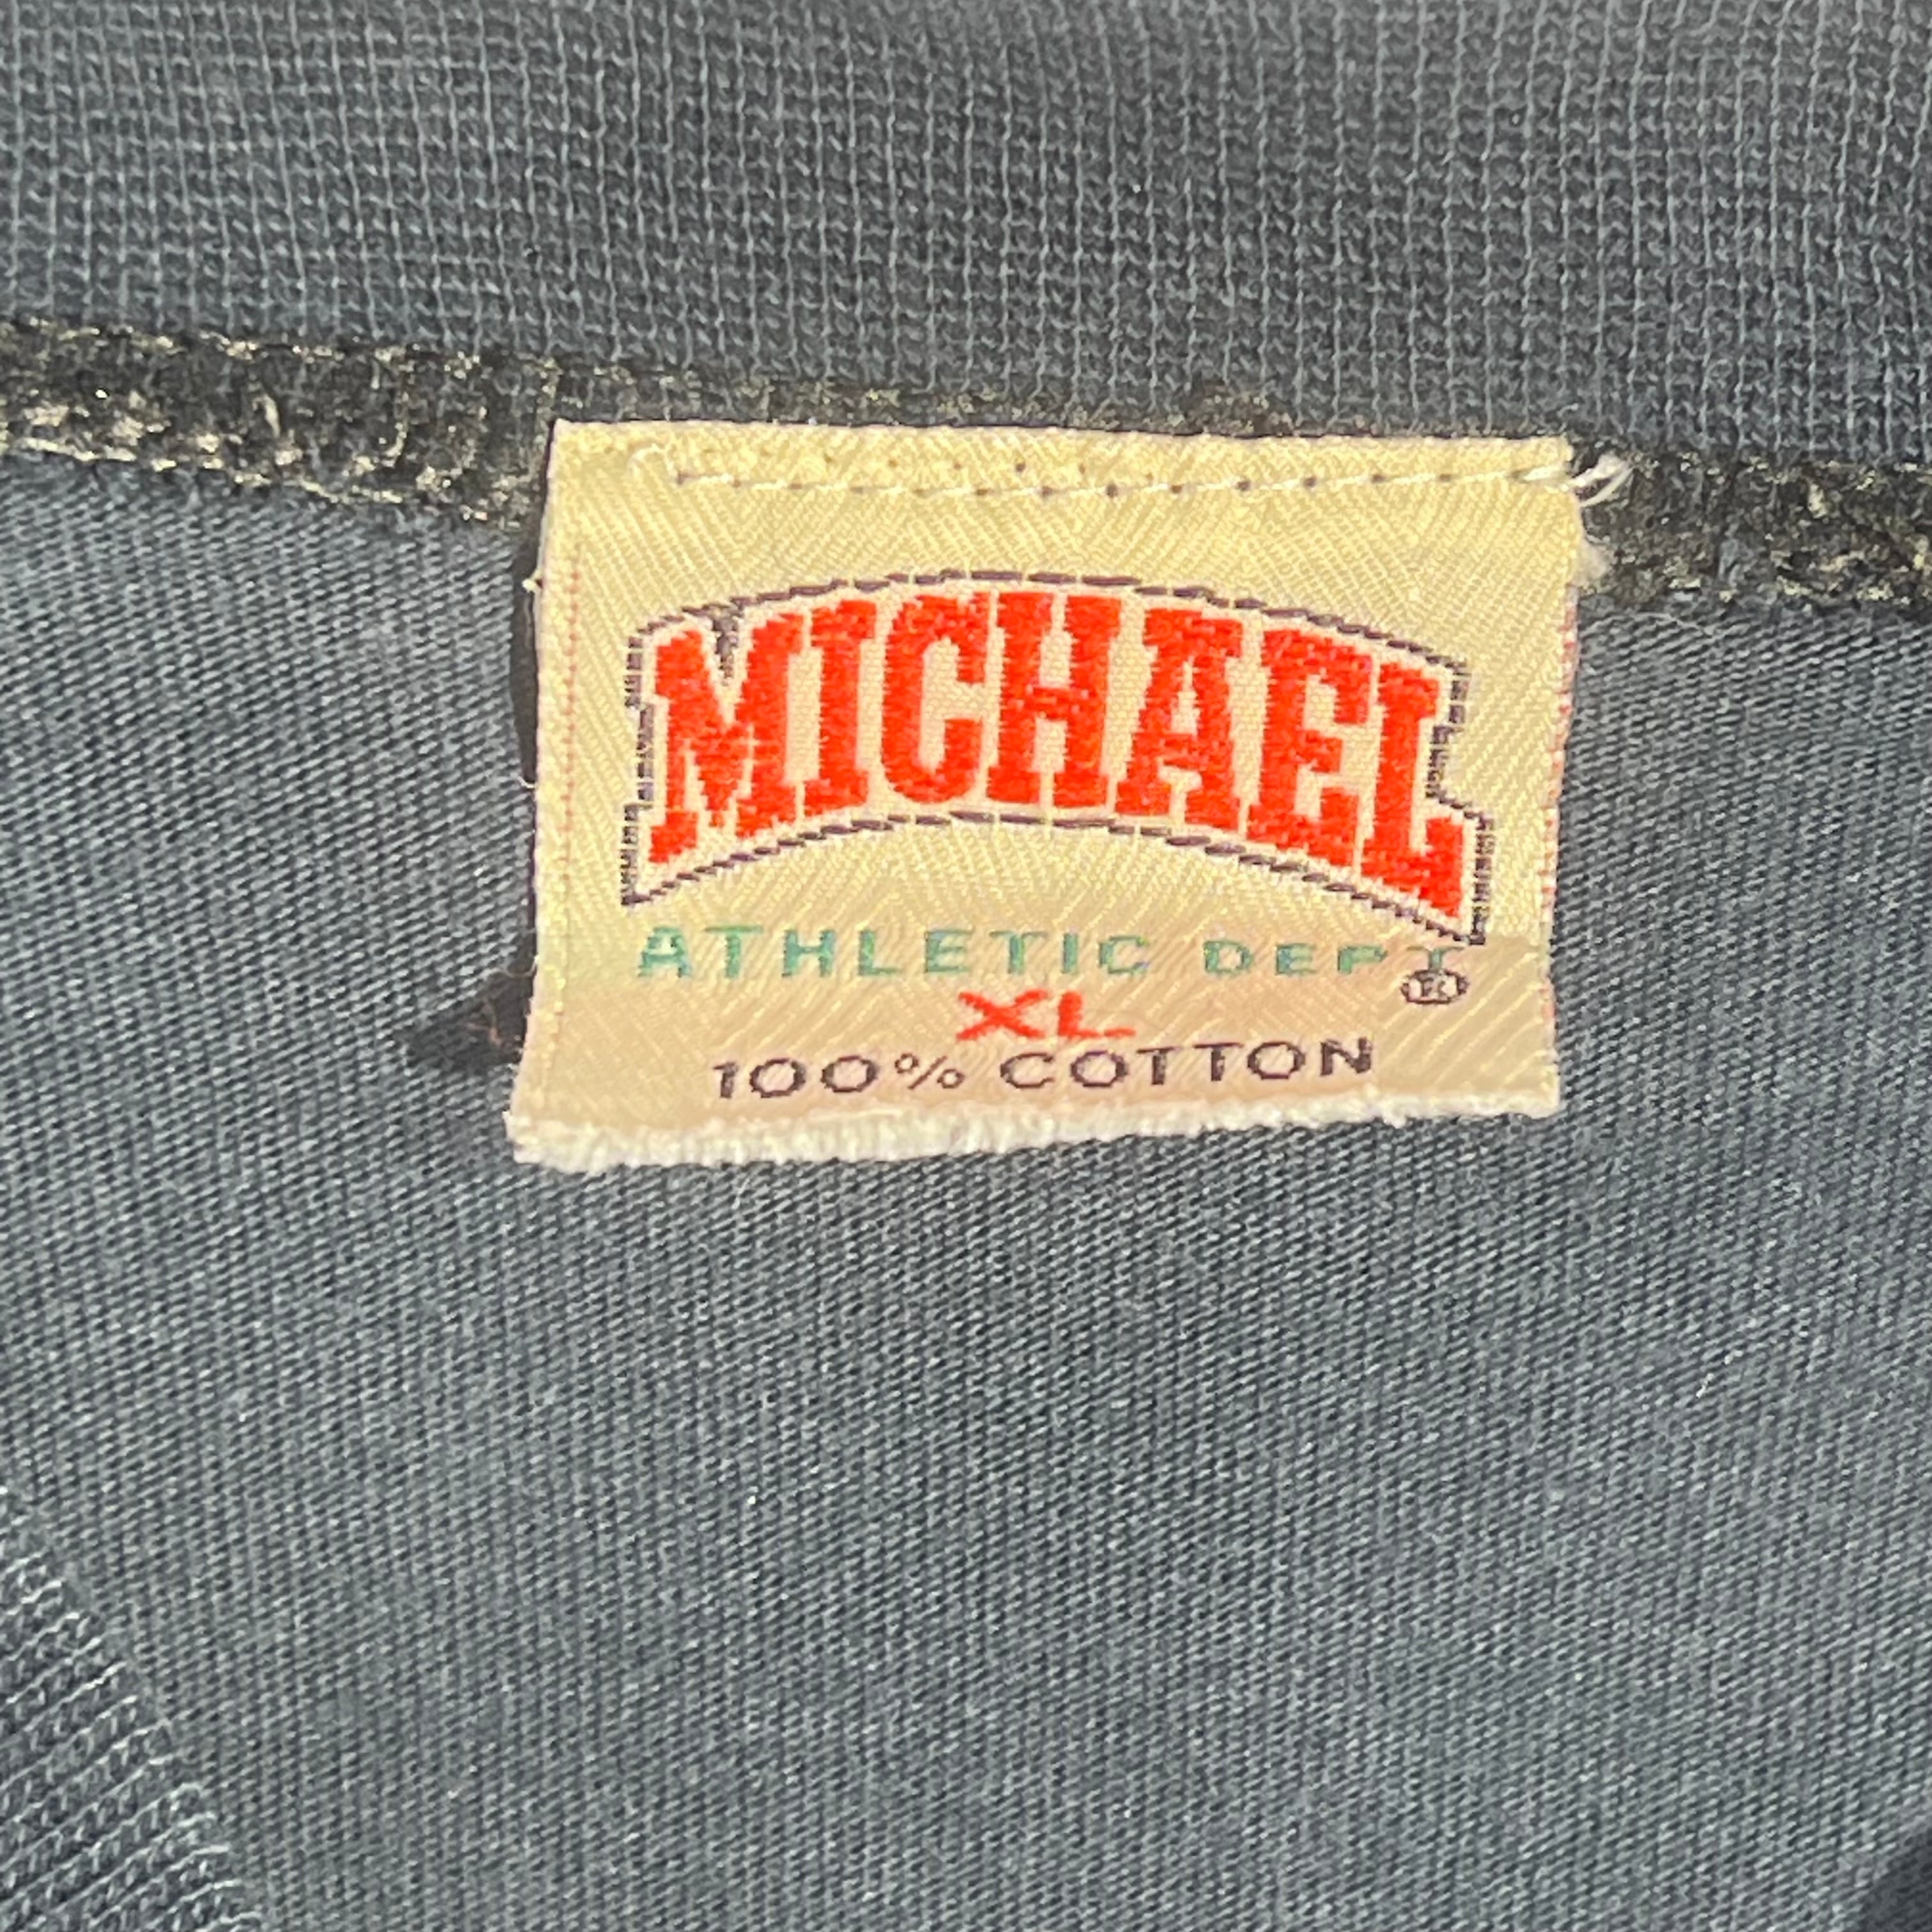 MICHAEL
ATHLETIC DEPT
®
XL
100% COTTON